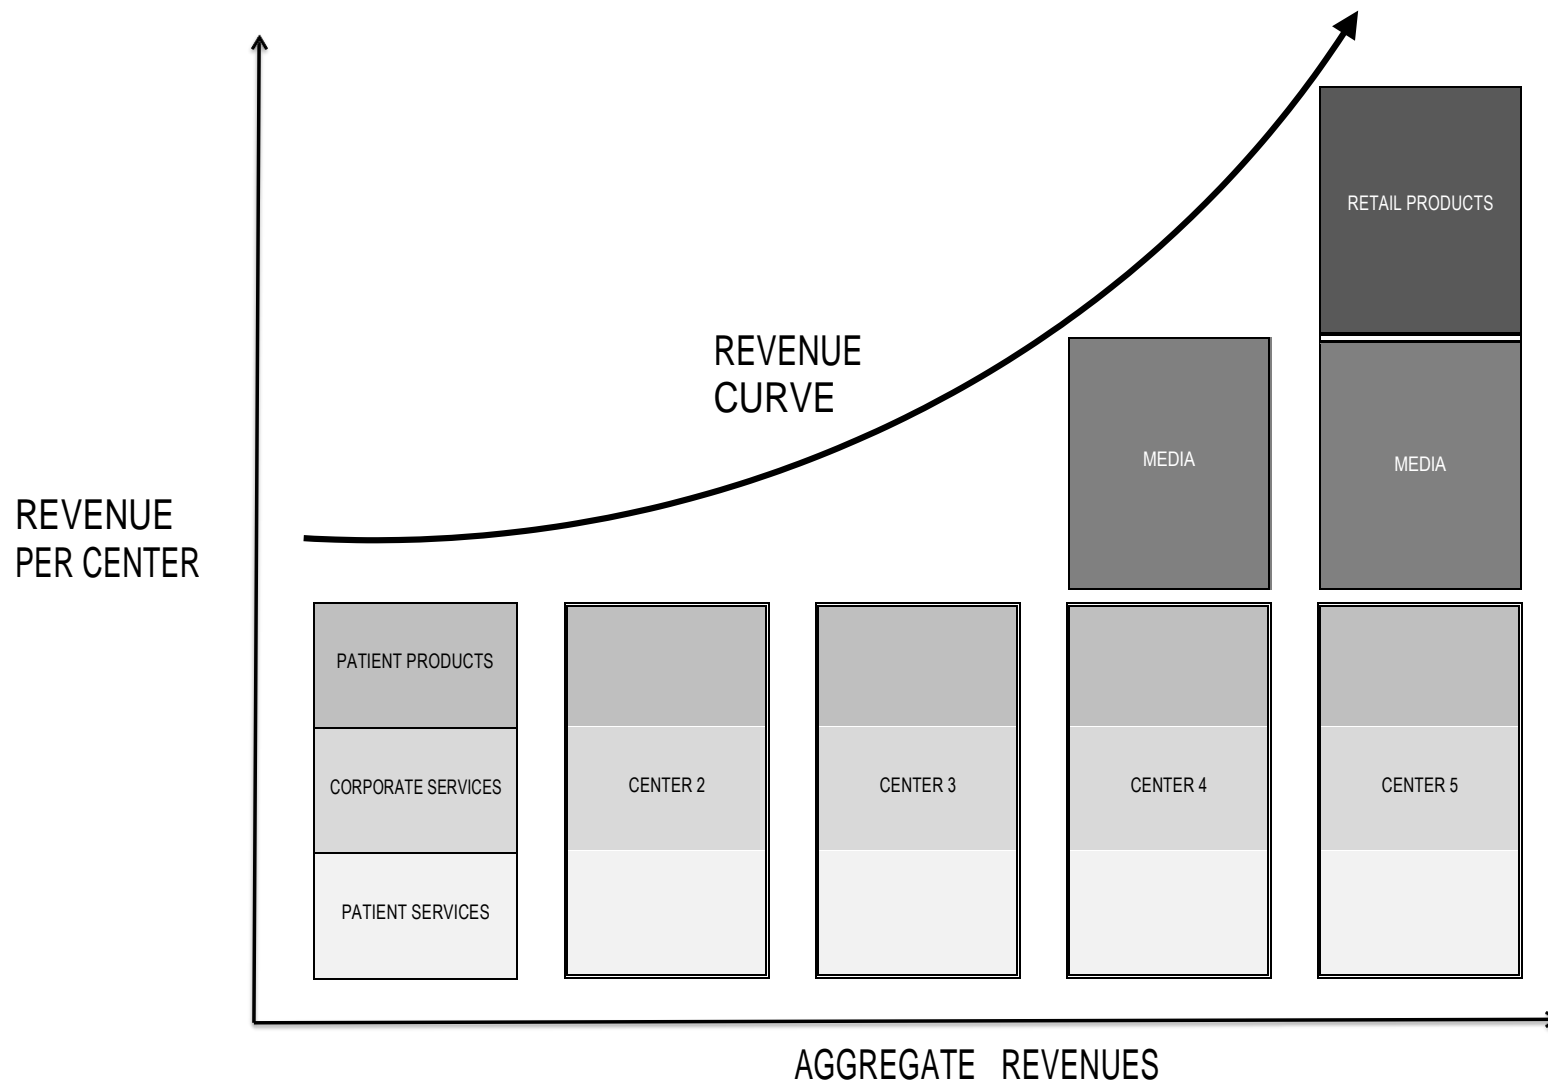 RETAIL PRODUCTS
REVENUE
CURVE
MEDIA
MEDIA
REVENUE
PER CENTER
PATIENT PRODUCTS
CORPORATE SERVICES
CENTER 2
CENTER 3
CENTER 4
CENTER 5
PATIENT SERVICES
AGGREGATE REVENUES